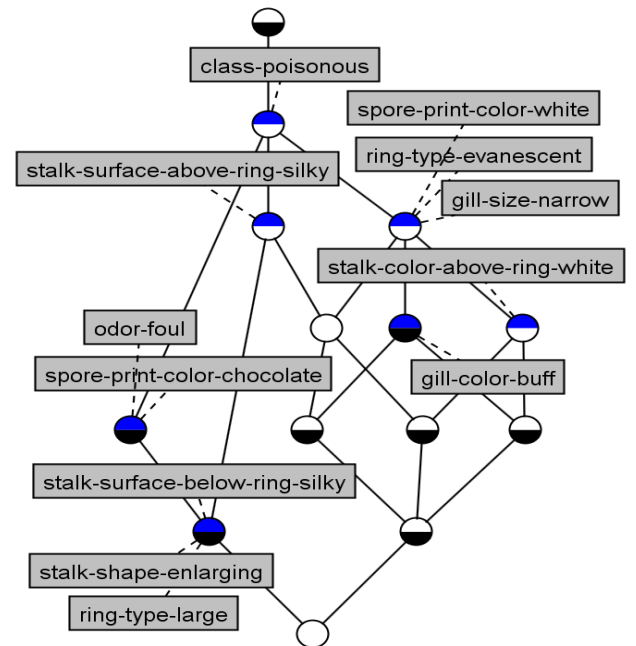 class-poisonous
spore-print-color-white
ring-type-evanescent
stalk-surface-above-ring-silky
gill-size-narrow
stalk-color-above-ring-white
odor-foul
spore-print-color-chocolate
gill-color-buff
stalk-surface-below-ring-silky
stalk-shape-enlarging
ring-type-large